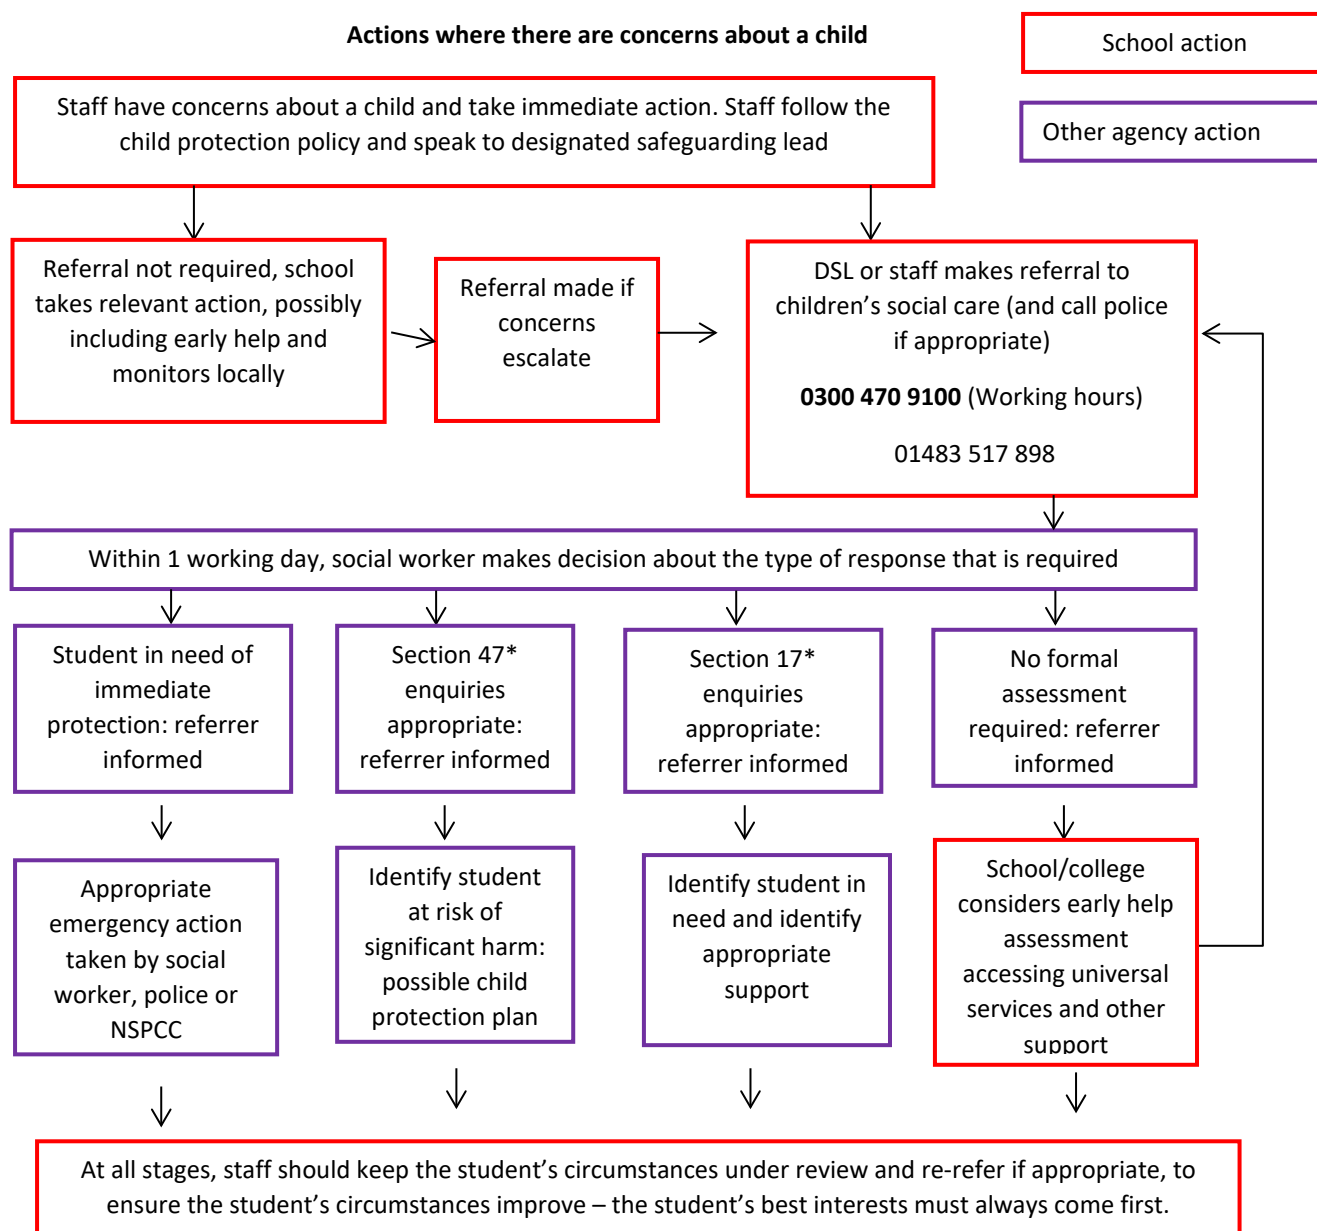 Actions where there are concerns about a child
School action
Other agency action
Staff have concerns about a child and take immediate action. Staff follow the
child protection policy and speak to designated safeguarding lead
Referral not required, school
takes relevant action, possibly
including early help and
monitors locally
Referral made if
concerns
escalate
DSL or staff makes referral to
children’s social care (and call police
if appropriate)
0300 470 9100 (Working hours)
01483 517 898
Within 1 working day, social worker makes decision about the type of response that is required
Student in need of
immediate
protection: referrer
informed
Section 47*
enquiries
appropriate:
referrer informed
Section 17*
enquiries
appropriate:
referrer informed
No formal
assessment
required: referrer
informed
Appropriate
emergency action
taken by social
worker, police or
NSPCC
Identify student
at risk of
significant harm:
possible child
protection plan
Identify student in
need and identify
appropriate
support
School/college
considers early help
assessment
accessing universal
services and other
support
At all stages, staff should keep the student’s circumstances under review and re-refer if appropriate, to
ensure the student’s circumstances improve – the student’s best interests must always come first.